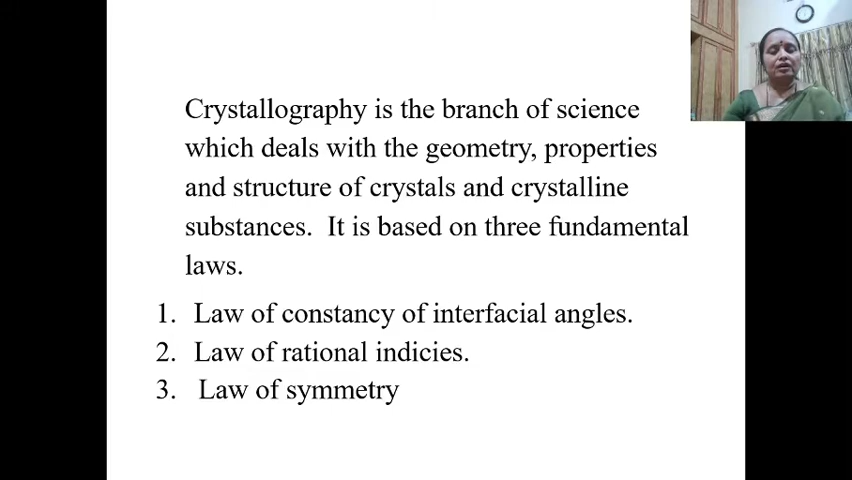 Crystallography is the branch of science
which deals with the geometry, properties
and structure of crystals and crystalline
substances.  It is based on three fundamental
laws.
1. Law of constancy of interfacial angles.
2. Law of rational indicies.
3. Law of symmetry